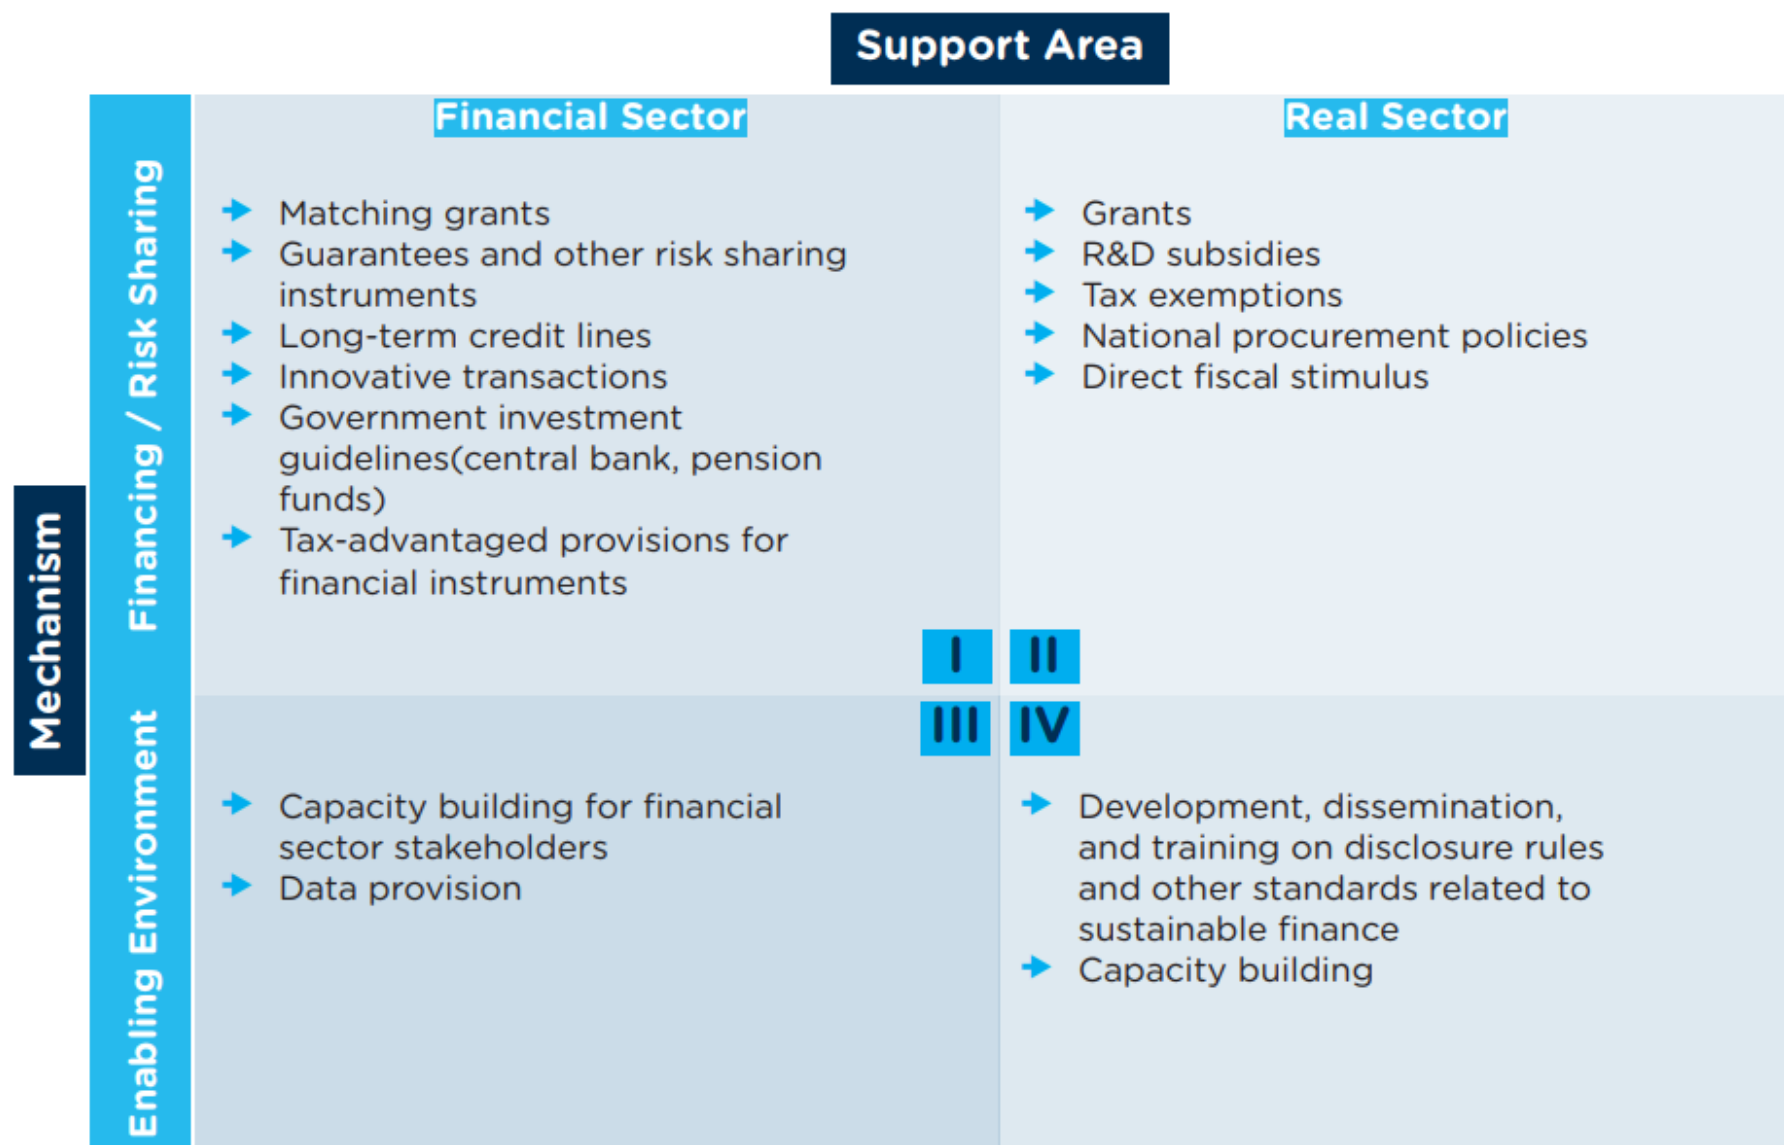 Support Area
Financial Sector
Real Sector
Mechanism
Financing / Risk Sharing
Matching grants
Guarantees and other risk sharing
instruments
Long-term credit lines
Innovative transactions
Government investment
guidelines(central bank, pension
funds)
Tax-advantaged provisions for
financial instruments
I
Grants
R&D subsidies
Tax exemptions
National procurement policies
Direct fiscal stimulus
II
Enabling Environment
III
Capacity building for financial
sector stakeholders
Data provision
IV
Development, dissemination,
and training on disclosure rules
and other standards related to
sustainable finance
Capacity building